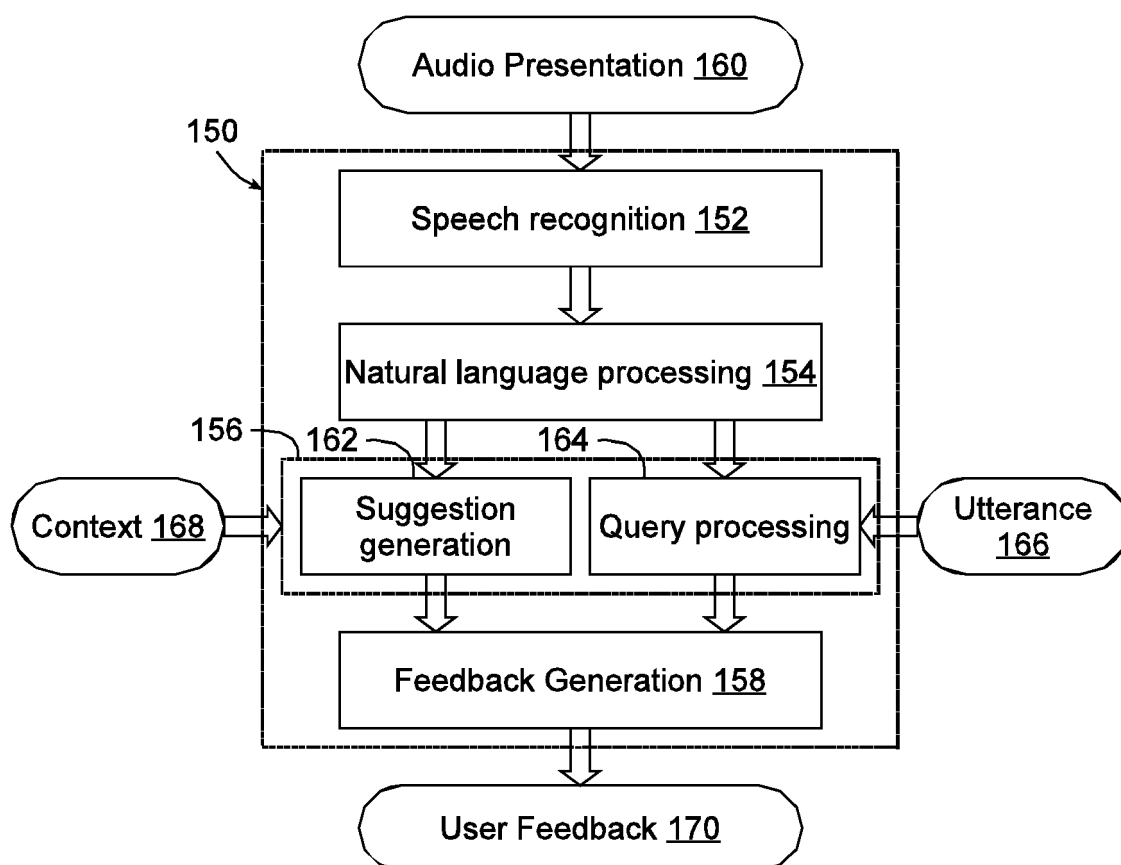 Audio Presentation 160
150
Speech recognition 152
Natural language processing 154
156
162
164
Context 168
Suggestion
generation
Query processing
Utterance
166
Feedback Generation 158
User Feedback 170